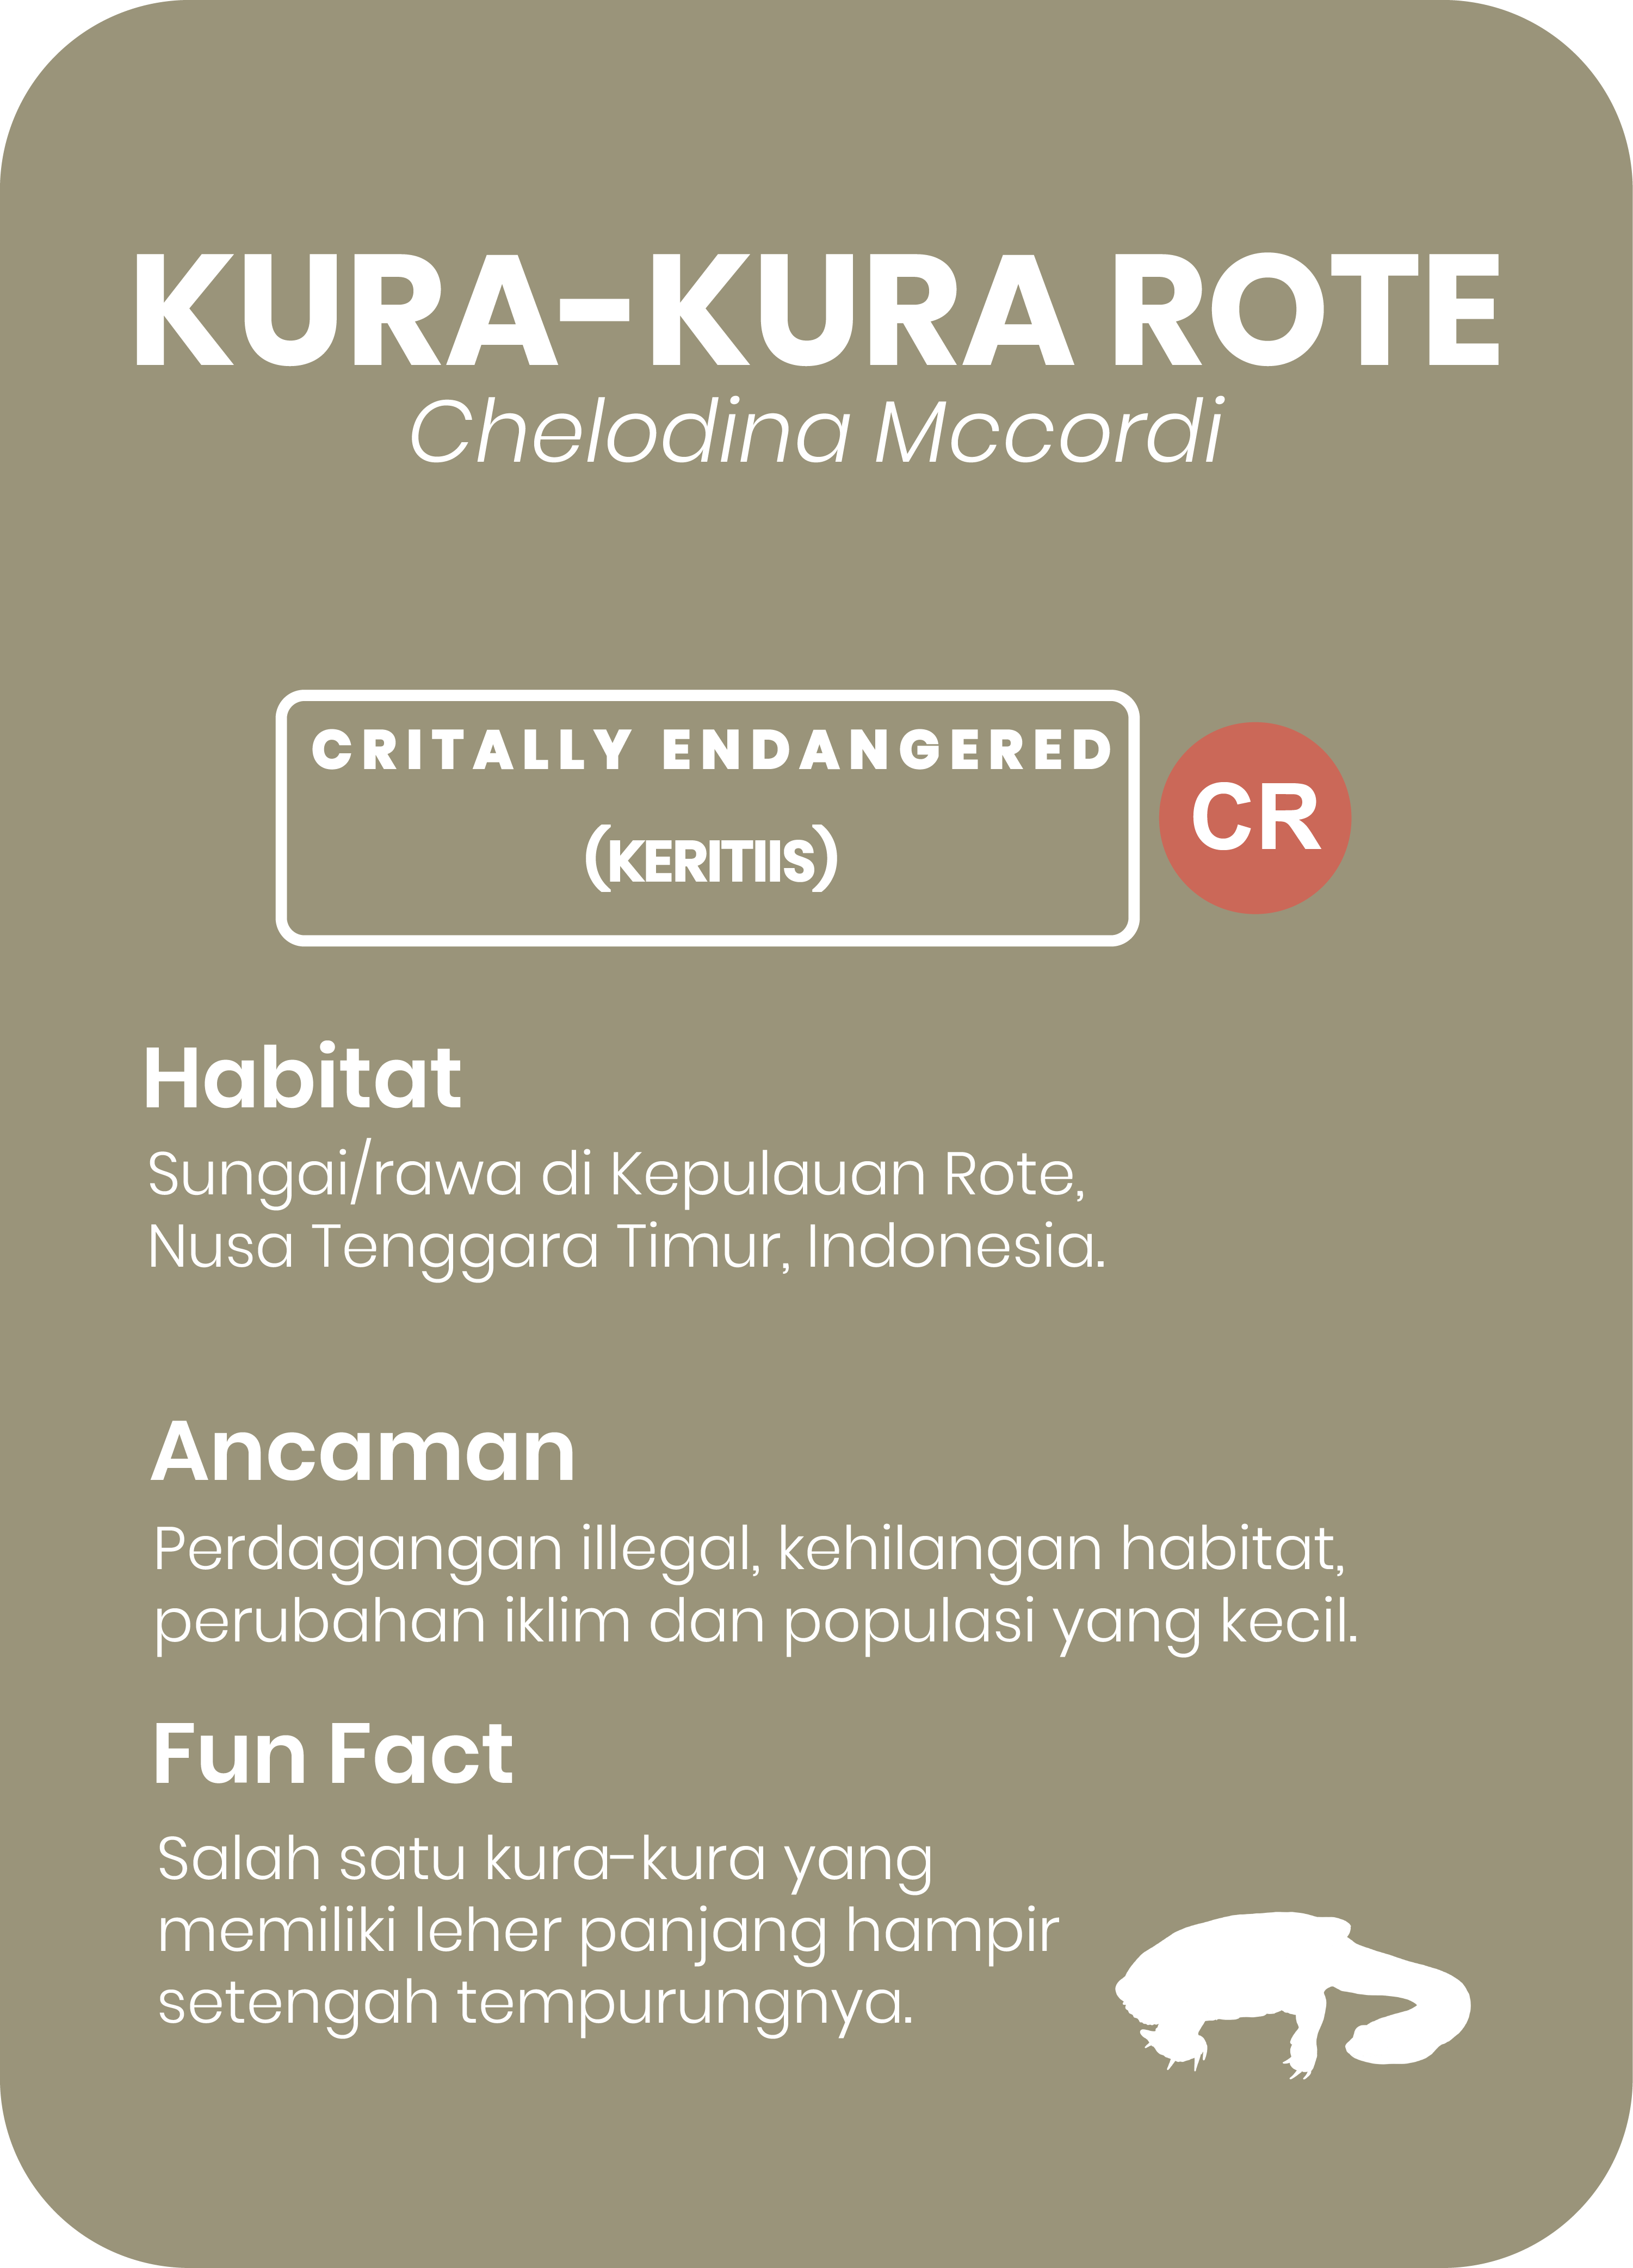 KURA-KURA ROTE
Chelodina Mccordi
CRITALLY ENDANGERED
(KERITIIS)
CR
Habitat
Sungai/rawa di Kepulauan Rote,
Nusa Tenggara Timur, Indonesia.
Ancaman
Perdagangan illegal, kehilangan habitat,
perubahan iklim dan populasi yang kecil.
Fun Fact
Salah satu kura-kura yang
memiliki leher panjang hampir
setengah tempurungnya.